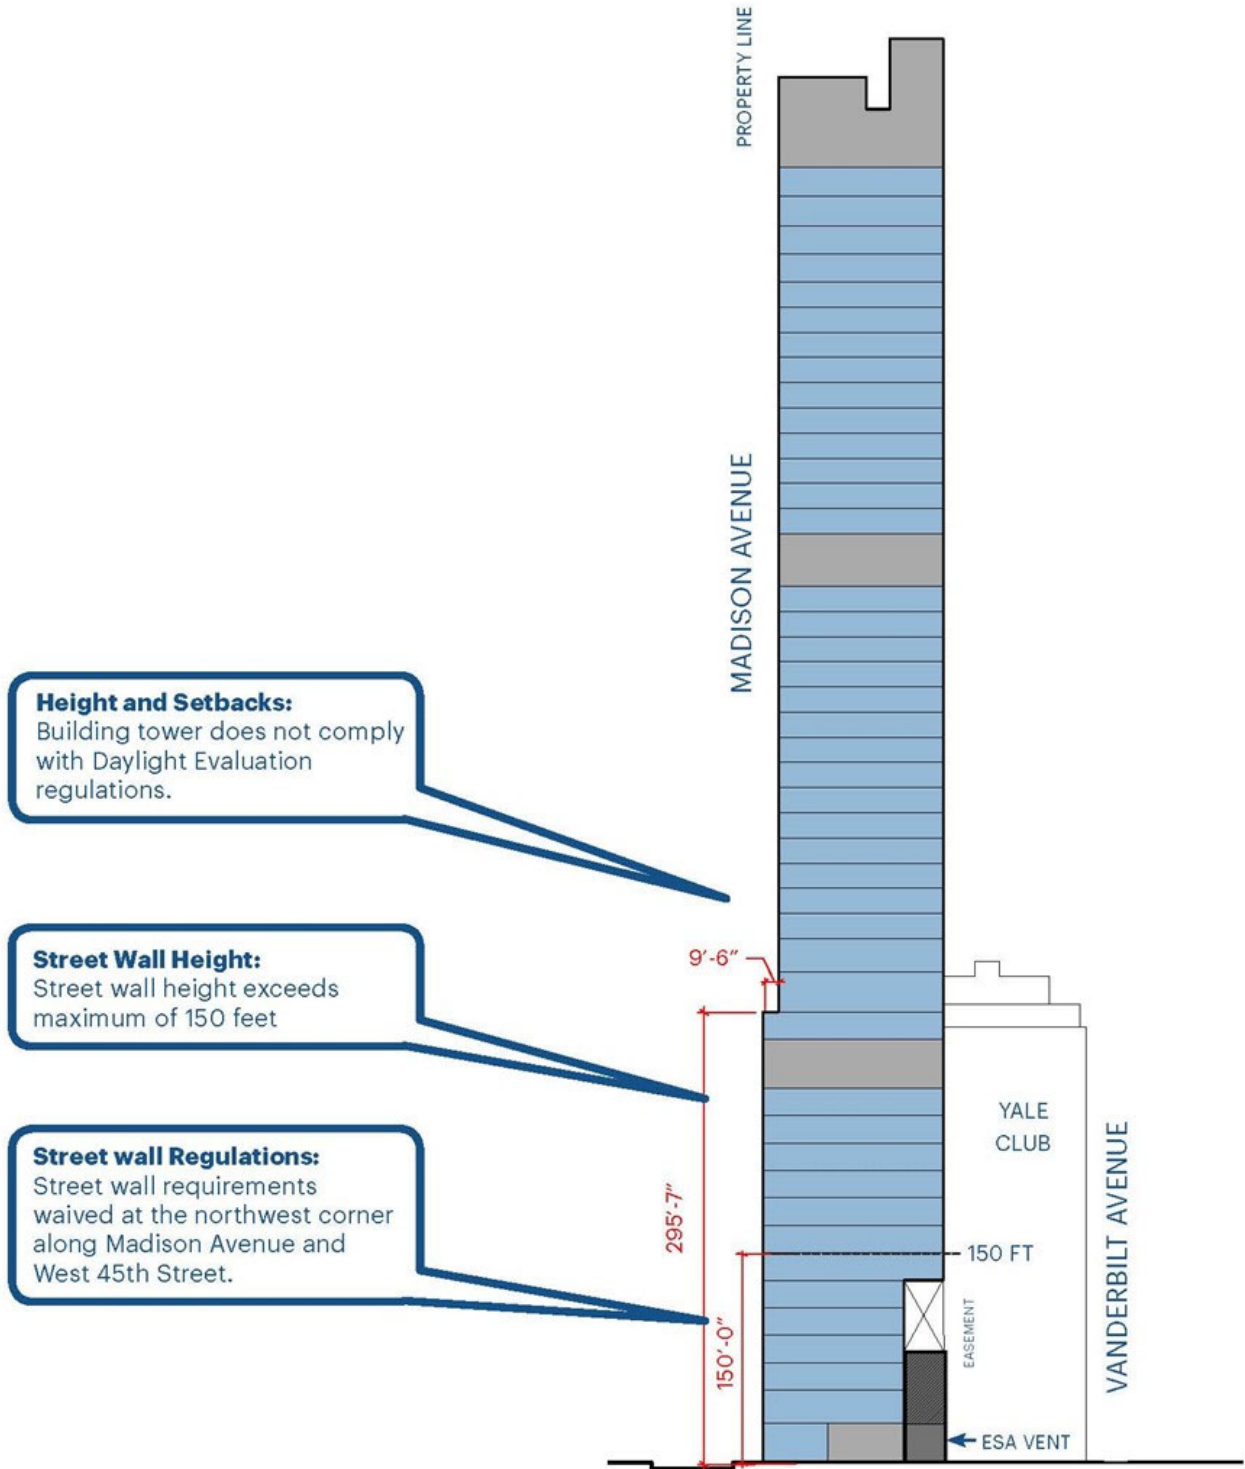 PROPERTY LINE
MADISON AVENUE
Height and Setbacks:
Building tower does not comply
with Daylight Evaluation
regulations.
9'-6"
Street Wall Height:
Street wall height exceeds
maximum of 150 feet
YALE
CLUB
Street wall Regulations:
Street wall requirements
waived at the northwest corner
along Madison Avenue and
West 45th Street.
295'-7"
150 FT
150'-0"
EASEMENT
VANDERBILT AVENUE
ESA VENT